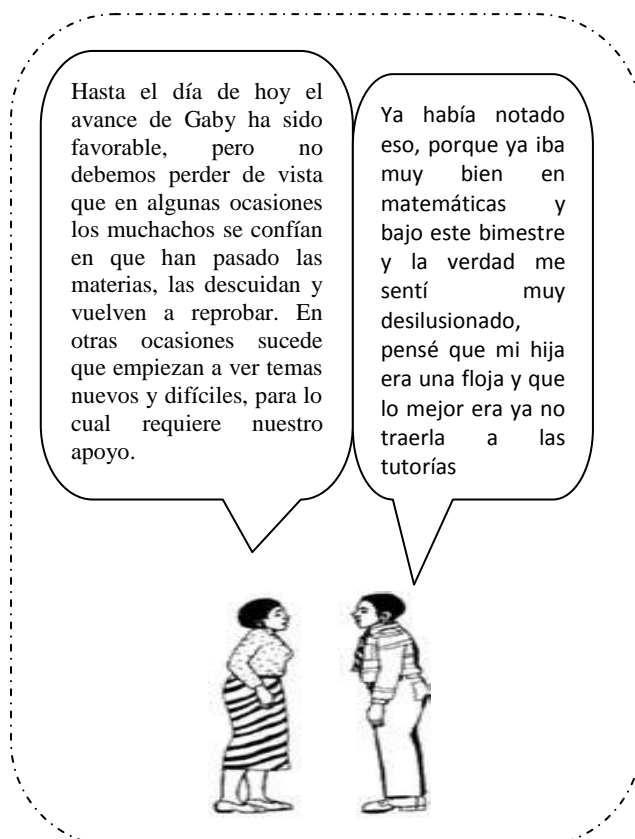 Hasta el día de hoy el
avance de Gaby ha sido
favorable, pero no
debemos perder de vista
que en algunas ocasiones
los muchachos se confían
en que han pasado las
materias, las descuidan y
vuelven a reprobar. En
otras ocasiones sucede
que empiezan a ver temas
nuevos y difíciles, para lo
cual requiere nuestro
apoyo.
Ya había notado
eso, porque ya iba
muy bien en
matemáticas y
bajo este bimestre
y la verdad me
sentí muy
desilusionado,
pensé que mi hija
era una floja y que
lo mejor era ya no
traerla a las
tutorías